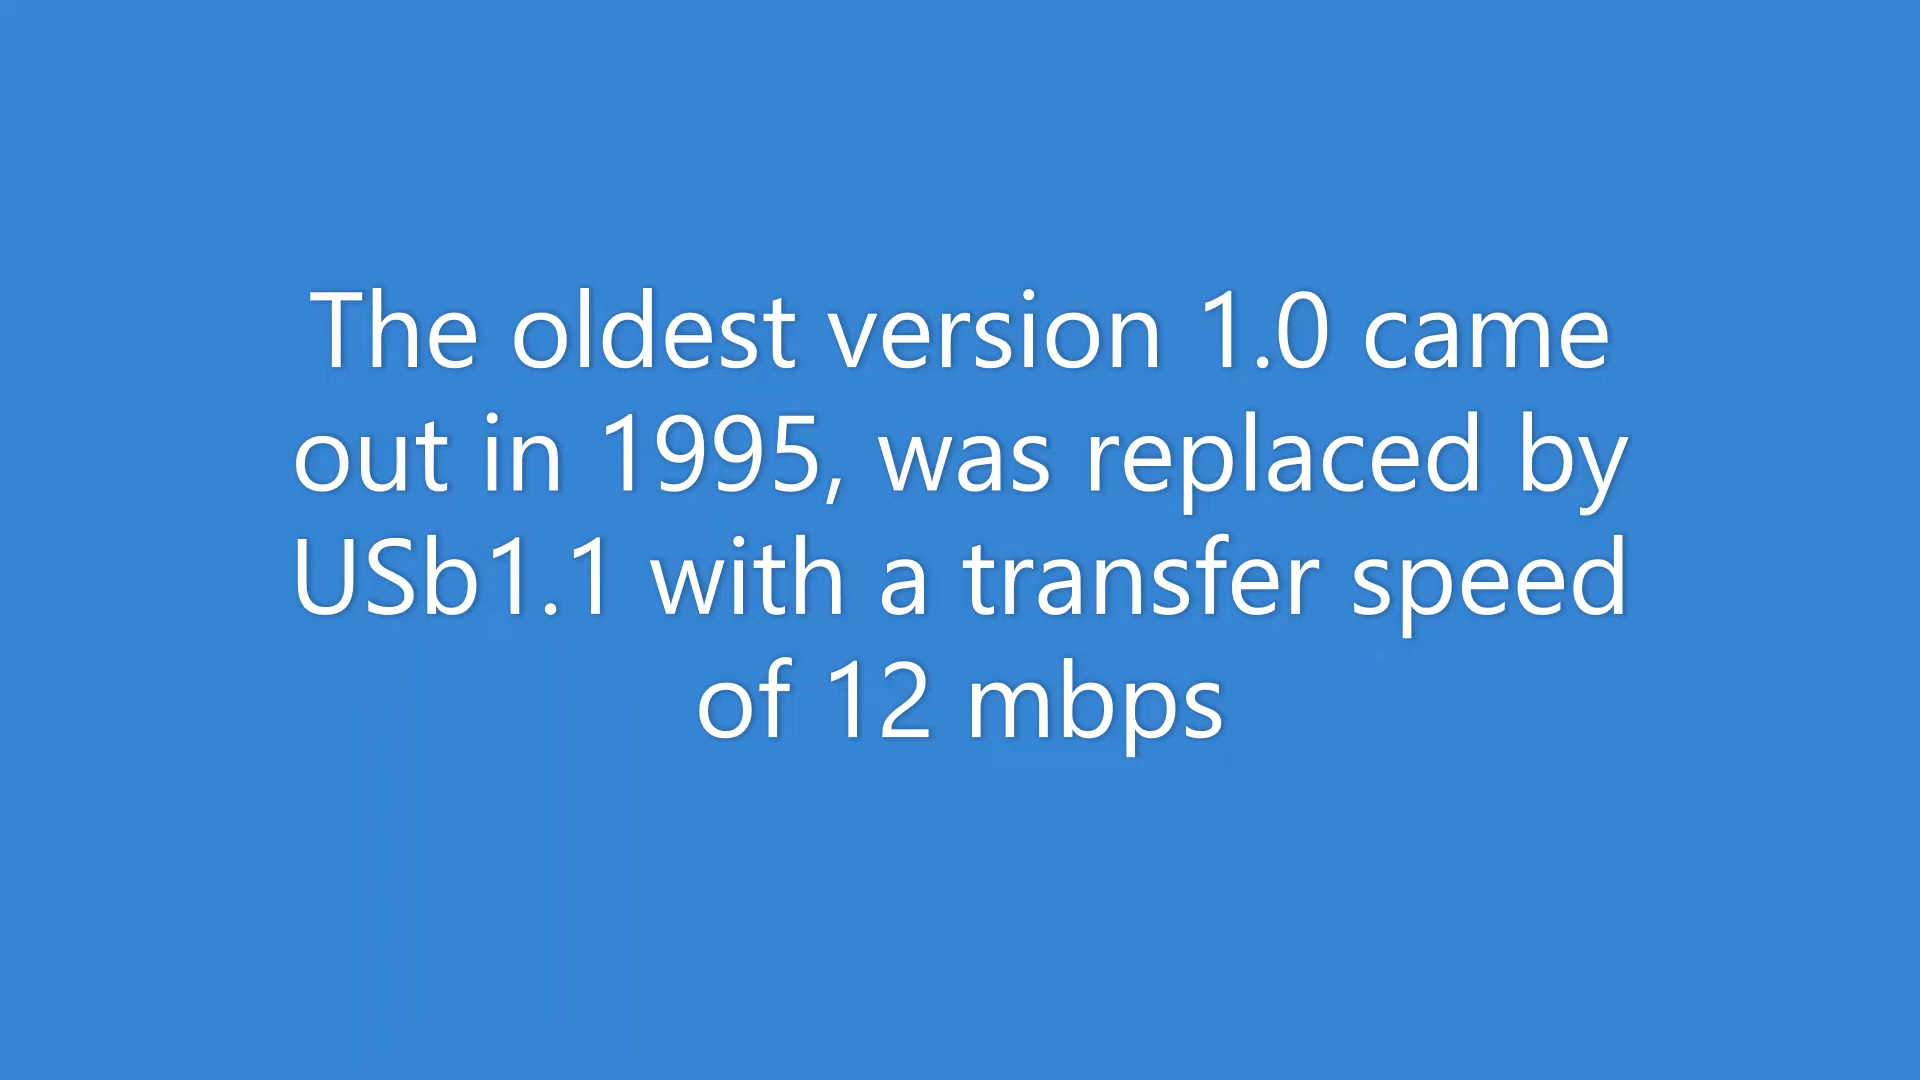 The oldest version 1.0 came
out in 1995, was replaced by
USb1.1 with a transfer speed
of 12 mbps